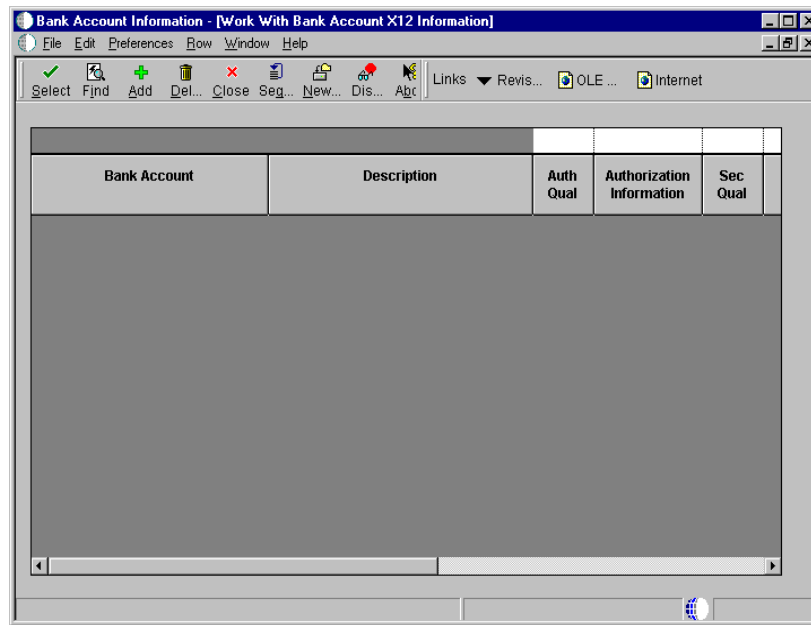 Bank Account Information - [Work With Bank Account X12 Information]
File Edit Preferences Row Window Help
Select Find Add Del... Close Seq... New... Dis... Abc Links Revis... OLE ... Internet
Bank Account Description Auth Qual Authorization Information Sec Qual